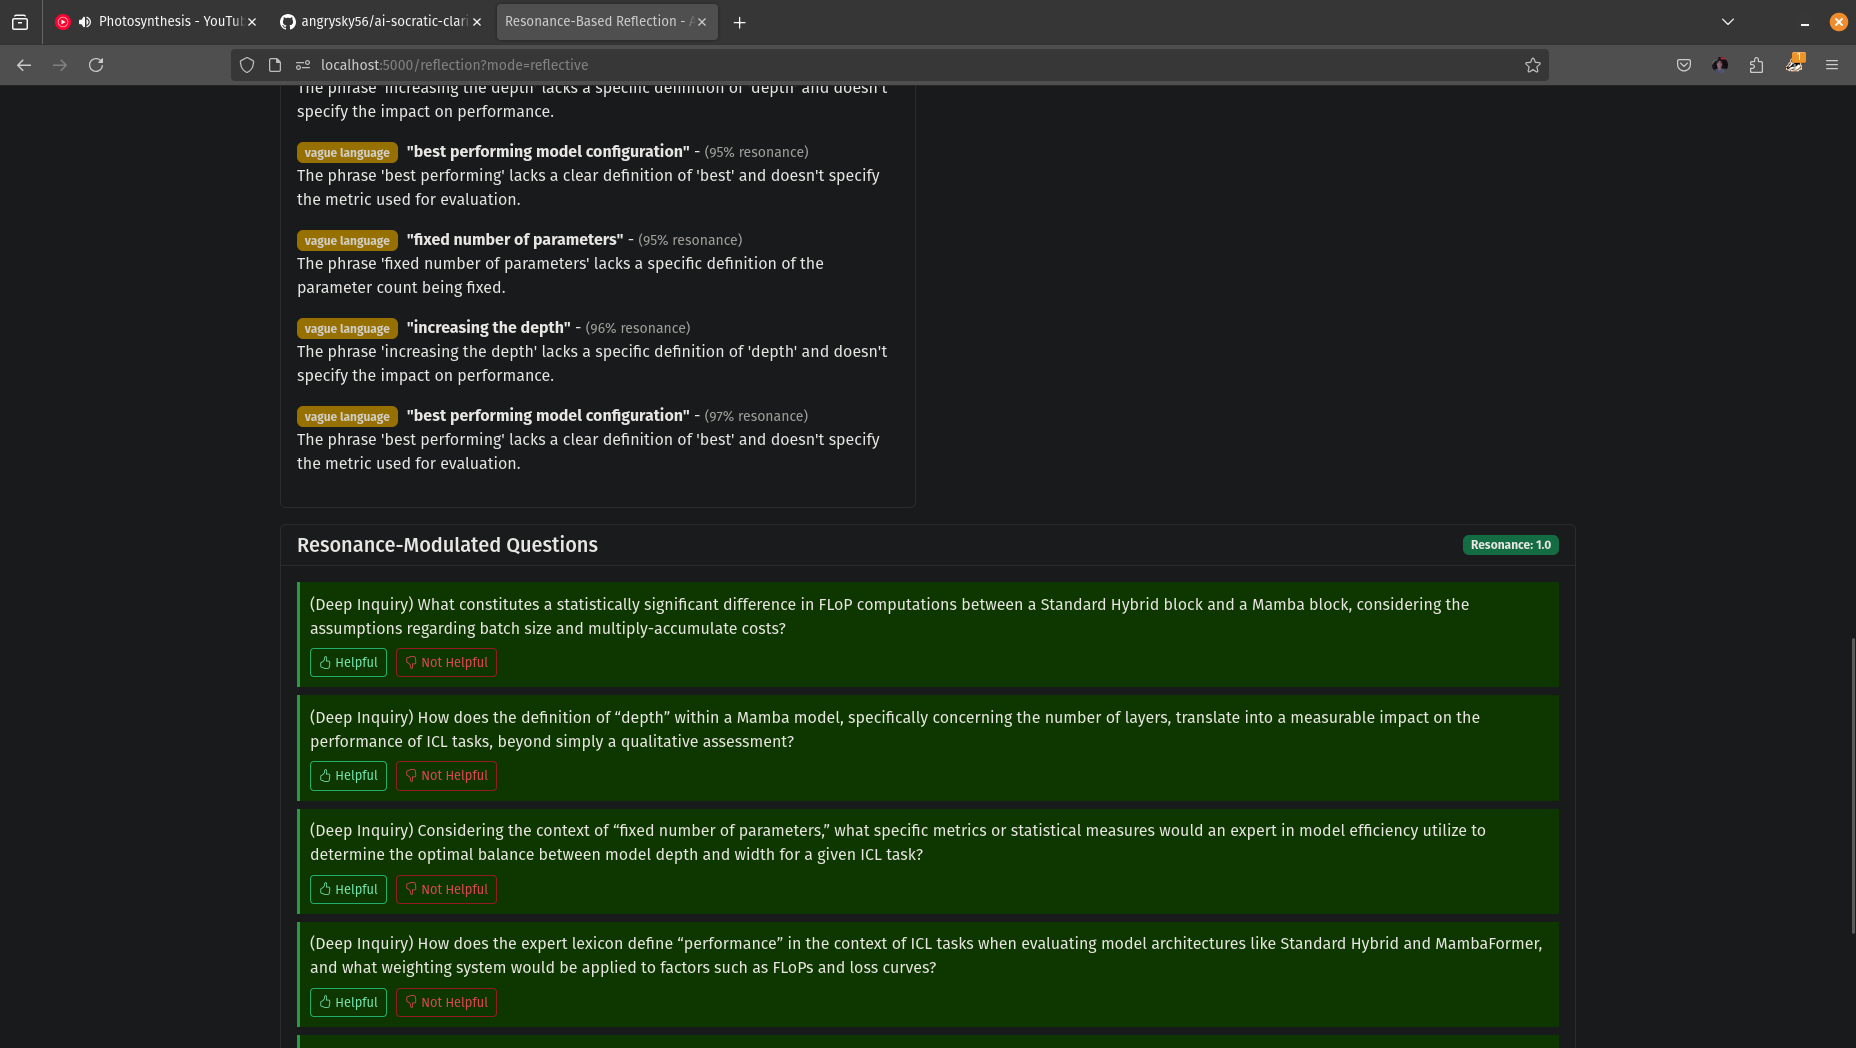 Photosynthesis - YouTu
angrysky56/ai-socratic-clari
Resonance-Based Reflection - A
localhost:5000/reflection?mode=reflective
1
The phrase 'increasing the depth' lacks a specific definition of 'depth' and doesn't
specify the impact on performance.
vague language "best performing model configuration" - (95% resonance)
The phrase 'best performing' lacks a clear definition of 'best' and doesn't specify
the metric used for evaluation.
vague language "fixed number of parameters" - (95% resonance)
The phrase 'fixed number of parameters' lacks a specific definition of the
parameter count being fixed.
vague language "increasing the depth" - (96% resonance)
The phrase 'increasing the depth' lacks a specific definition of 'depth' and doesn't
specify the impact on performance.
vague language "best performing model configuration" - (97% resonance)
The phrase 'best performing' lacks a clear definition of 'best' and doesn't specify
the metric used for evaluation.
Resonance-Modulated Questions
Resonance: 1.0
(Deep Inquiry) What constitutes a statistically significant difference in FLoP computations between a Standard Hybrid block and a Mamba block, considering the
assumptions regarding batch size and multiply-accumulate costs?
Helpful Not Helpful
(Deep Inquiry) How does the definition of “depth” within a Mamba model, specifically concerning the number of layers, translate into a measurable impact on the
performance of ICL tasks, beyond simply a qualitative assessment?
Helpful Not Helpful
(Deep Inquiry) Considering the context of “fixed number of parameters,” what specific metrics or statistical measures would an expert in model efficiency utilize to
determine the optimal balance between model depth and width for a given ICL task?
Helpful Not Helpful
(Deep Inquiry) How does the expert lexicon define “performance” in the context of ICL tasks when evaluating model architectures like Standard Hybrid and MambaFormer,
and what weighting system would be applied to factors such as FLoPs and loss curves?
Helpful Not Helpful